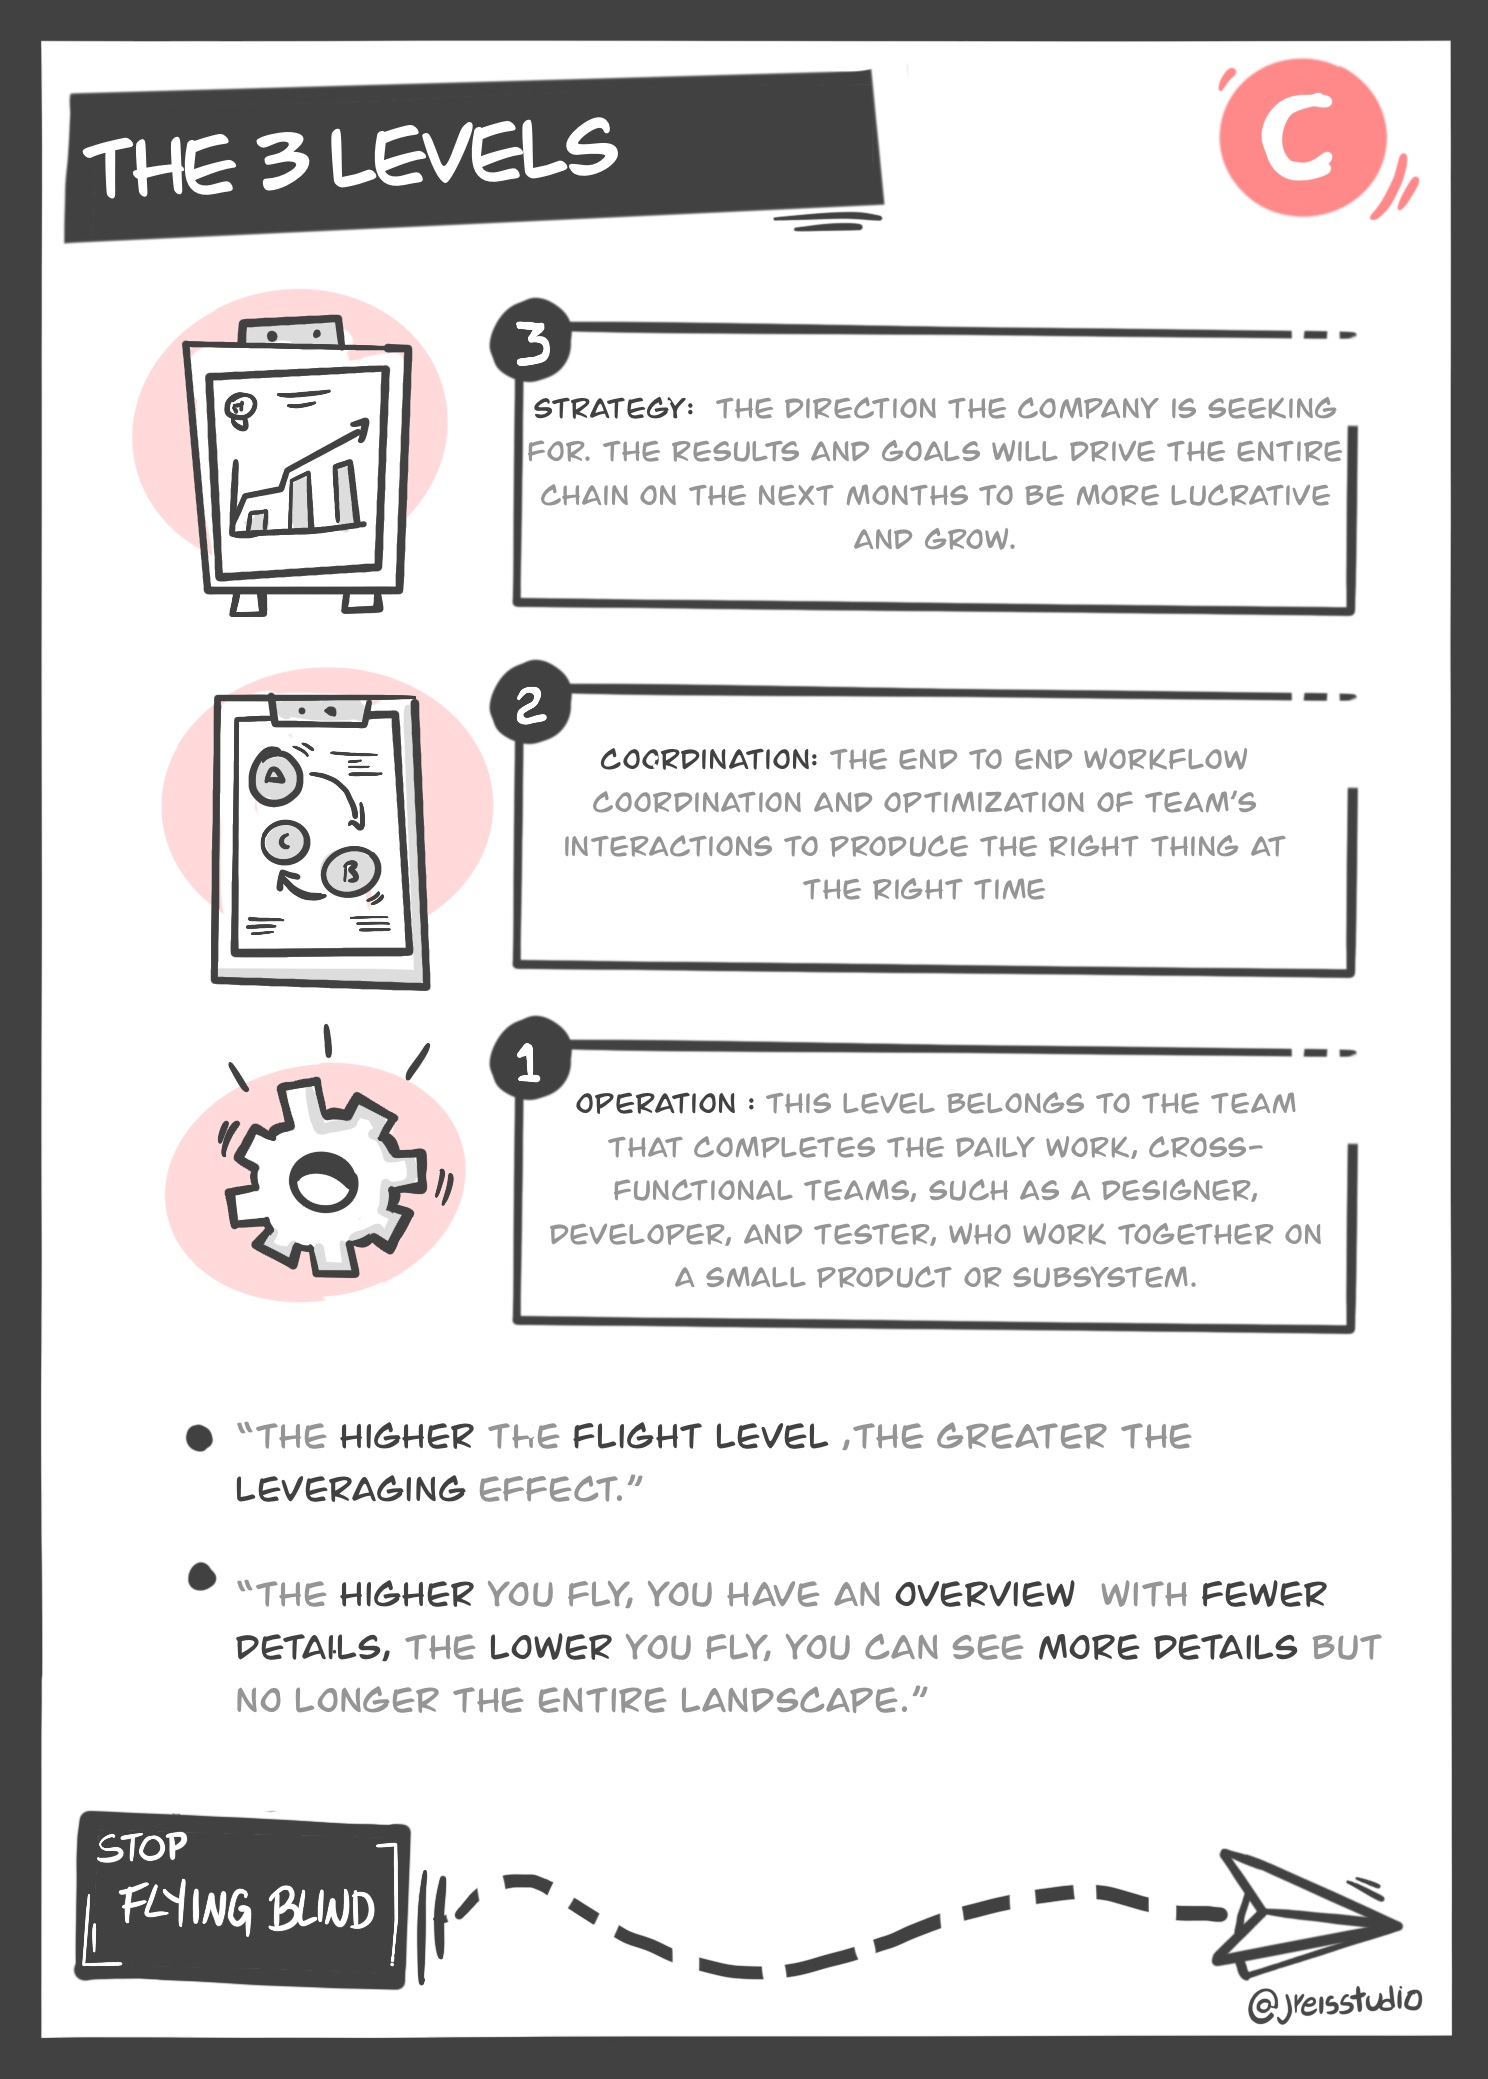 THE 3 LEVELS
C
3
STRATEGY: THE DIRECTION THE COMPANY IS SEEKING
FOR. THE RESULTS AND GOALS WILL DRIVE THE ENTIRE
CHAIN ON THE NEXT MONTHS TO BE MORE LUCRATIVE
AND GROW.
2
A
C
B
COORDINATION: THE END TO END WORKFLOW
COORDINATION AND OPTIMIZATION OF TEAM'S
INTERACTIONS TO PRODUCE THE RIGHT THING AT
THE RIGHT TIME
1
OPERATION : THIS LEVEL BELONGS TO THE TEAM
THAT COMPLETES THE DAILY WORK, CROSS-
FUNCTIONAL TEAMS, SUCH AS A DESIGNER,
DEVELOPER, AND TESTER, WHO WORK TOGETHER ON
A SMALL PRODUCT OR SUBSYSTEM.
"THE HIGHER THE FLIGHT LEVEL ,THE GREATER THE
LEVERAGING EFFECT."
"THE HIGHER YOU FLY, YOU HAVE AN OVERVIEW WITH FEWER
DETAILS, THE LOWER YOU FLY, YOU CAN SEE MORE DETAILS BUT
NO LONGER THE ENTIRE LANDSCAPE."
STOP
FLYING BLIND
@jreisstudio